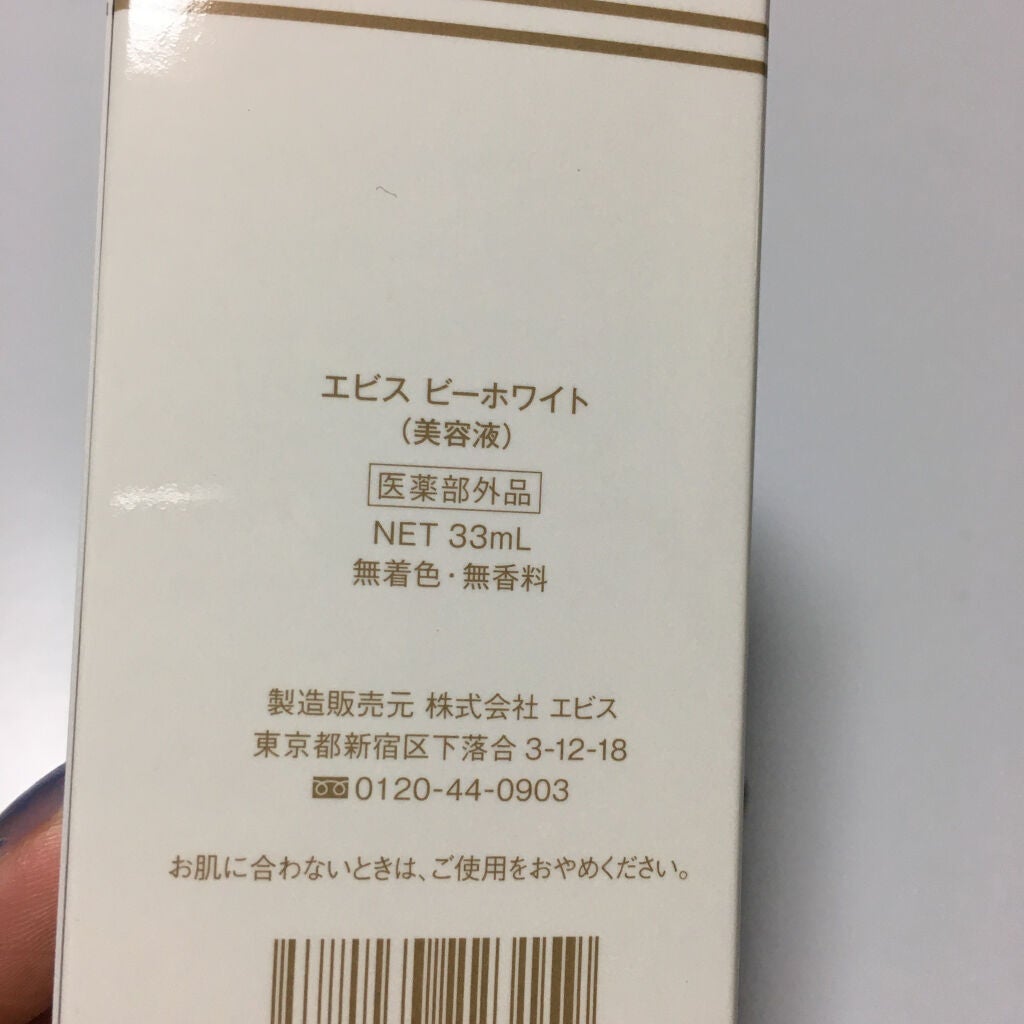 エビス ビーホワイト
（美容液）
医薬部外品
NET 33mL
無着色・無香料
製造販売元 株式会社 エビス
東京都新宿区下落合 3-12-18
0120-44-0903
お肌に合わないときは、ご使用をおやめください。